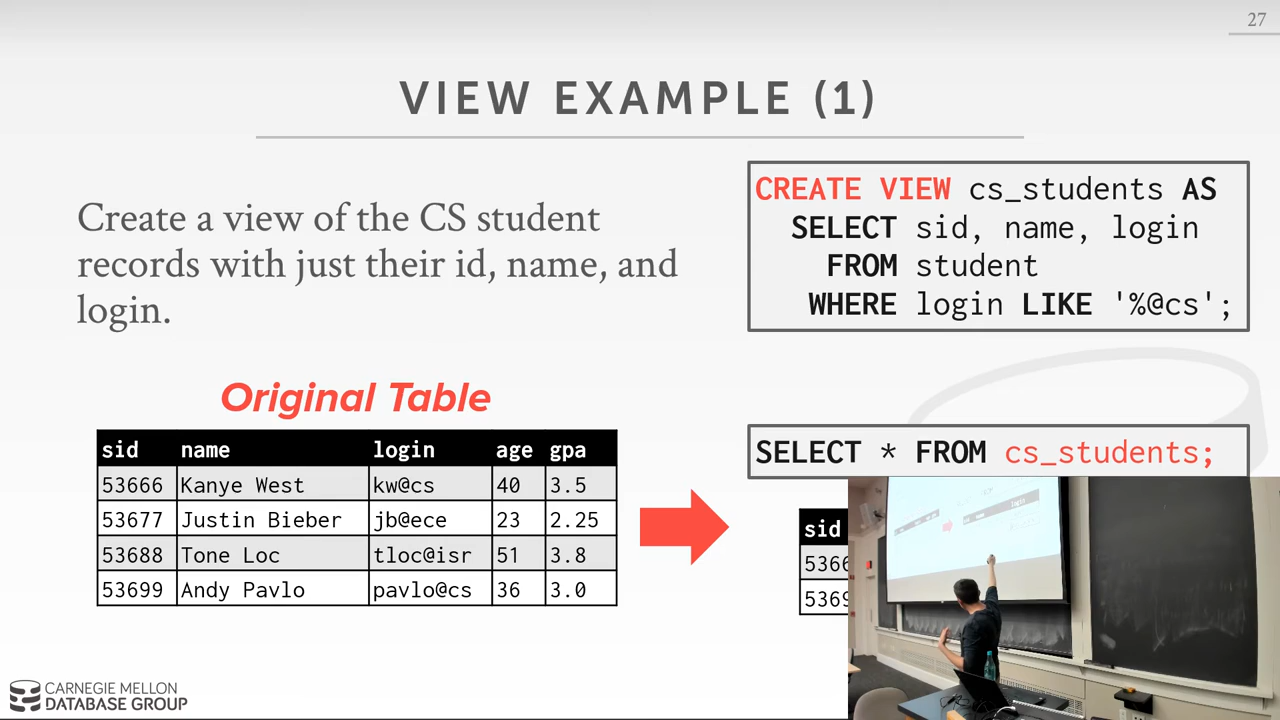 27
VIEW EXAMPLE (1)
Create a view of the CS student
records with just their id, name, and
login.
CREATE VIEW cs_students AS
SELECT sid, name, login
FROM student
WHERE login LIKE '%@cs';
Original Table
sid name login age gpa
53666 Kanye West kw@cs 40 3.5
53677 Justin Bieber jb@ece 23 2.25
53688 Tone Loc tloc@isr 51 3.8
53699 Andy Pavlo pavlo@cs 36 3.0
SELECT * FROM cs_students;
sid
5366
5369
CARNEGIE MELLON
DATABASE GROUP